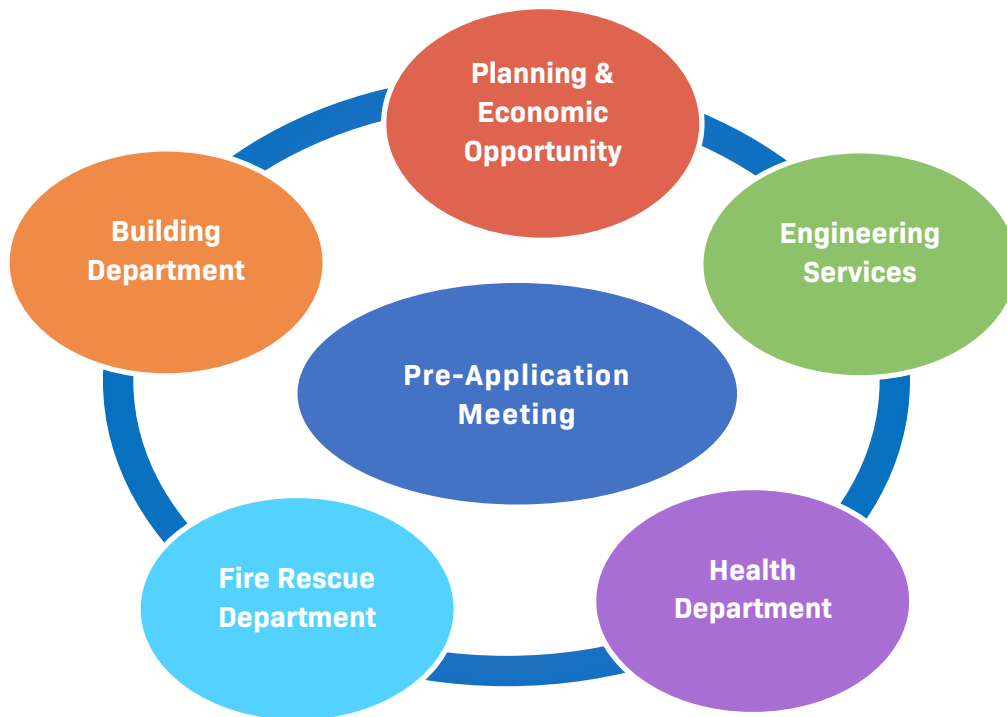 Planning &
Economic
Opportunity
Building
Department
Engineering
Services
Pre-Application
Meeting
Fire Rescue
Department
Health
Department